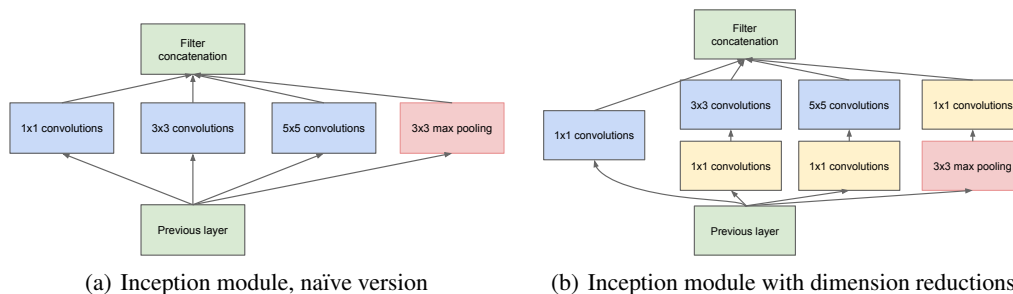 Filter
concatenation
1x1 convolutions
3x3 convolutions
5x5 convolutions
3x3 max pooling
Previous layer
(a) Inception module, naïve version
Filter
concatenation
3x3 convolutions
5x5 convolutions
1x1 convolutions
1x1 convolutions
1x1 convolutions
1x1 convolutions
3x3 max pooling
Previous layer
(b) Inception module with dimension reductions